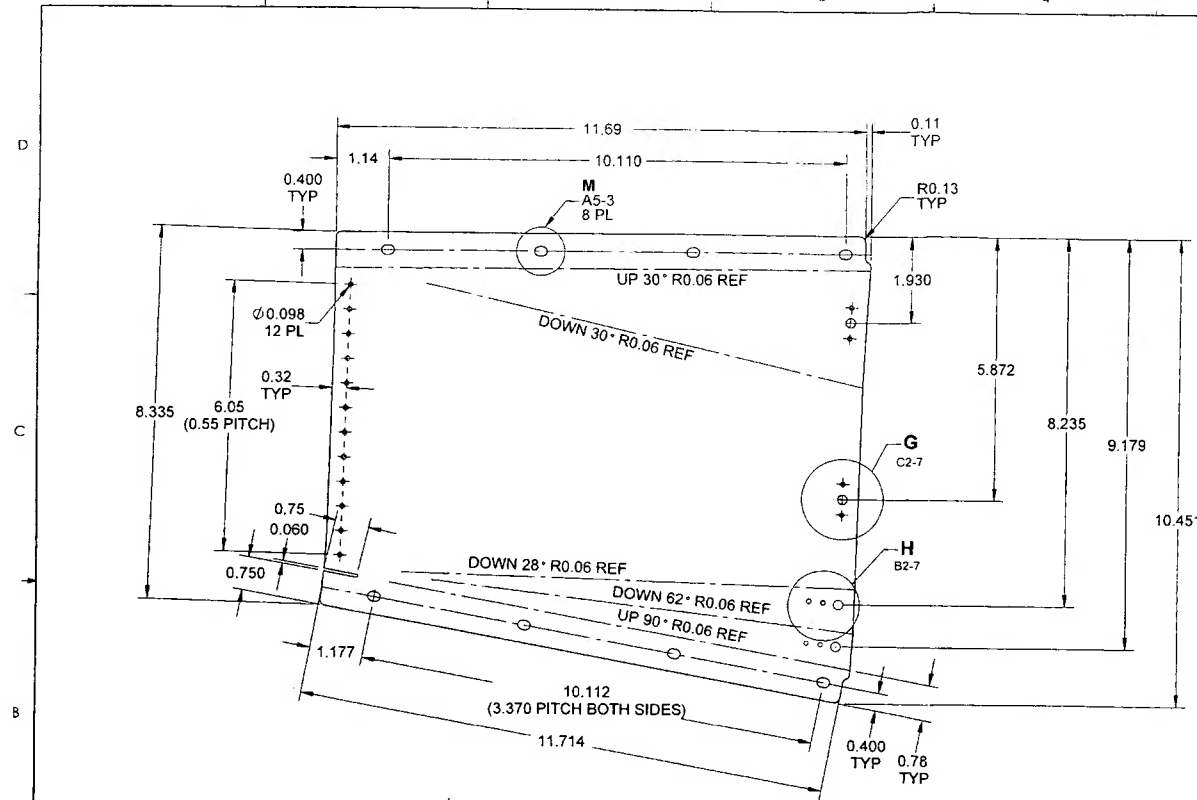 D
C
B
11.69
0.11
TYP
1.14
10.110
0.400
TYP
M
A5-3
8 PL
R0.13
TYP
UP 30° R0.06 REF
1.930
Ø0.098
12 PL
DOWN 30° R0.06 REF
0.32
TYP
5.872
8.335
6.05
(0.55 PITCH)
8.235
9.179
G
C2-7
10.451
0.75
0.060
0.750
DOWN 28° R0.06 REF
H
B2-7
DOWN 62° R0.06 REF
UP 90° R0.06 REF
1.177
10.112
(3.370 PITCH BOTH SIDES)
11.714
0.400
TYP
0.78
TYP